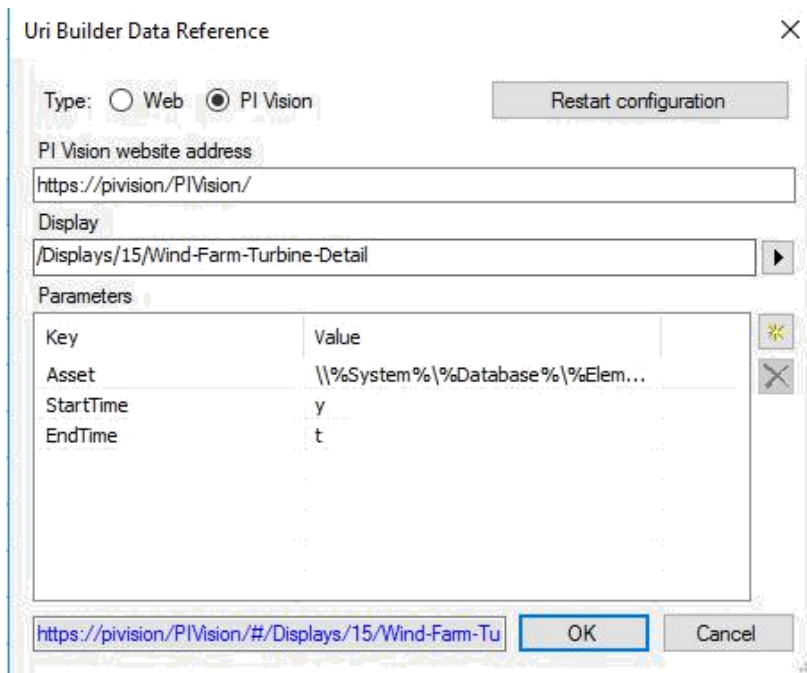 Uri Builder Data Reference
Type: Web PI Vision Restart configuration
PI Vision website address
https://pivision/PIVision/
Display
/Displays/15/Wind-Farm-Turbine-Detail
Parameters
Key Value
Asset \\%System%\%Database%\%Elem...
StartTime y
EndTime t
https://pivision/PIVision/#/Displays/15/Wind-Farm-Tu OK Cancel